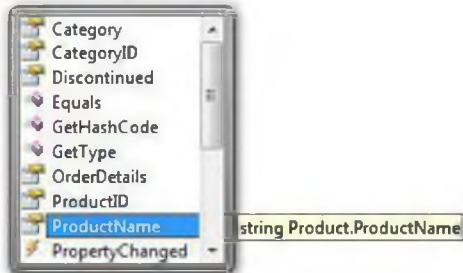 Category
CategoryID
Discontinued
Equals
GetHashCode
GetType
OrderDetails
ProductID
ProductName
string Product.ProductName
PropertyChanged